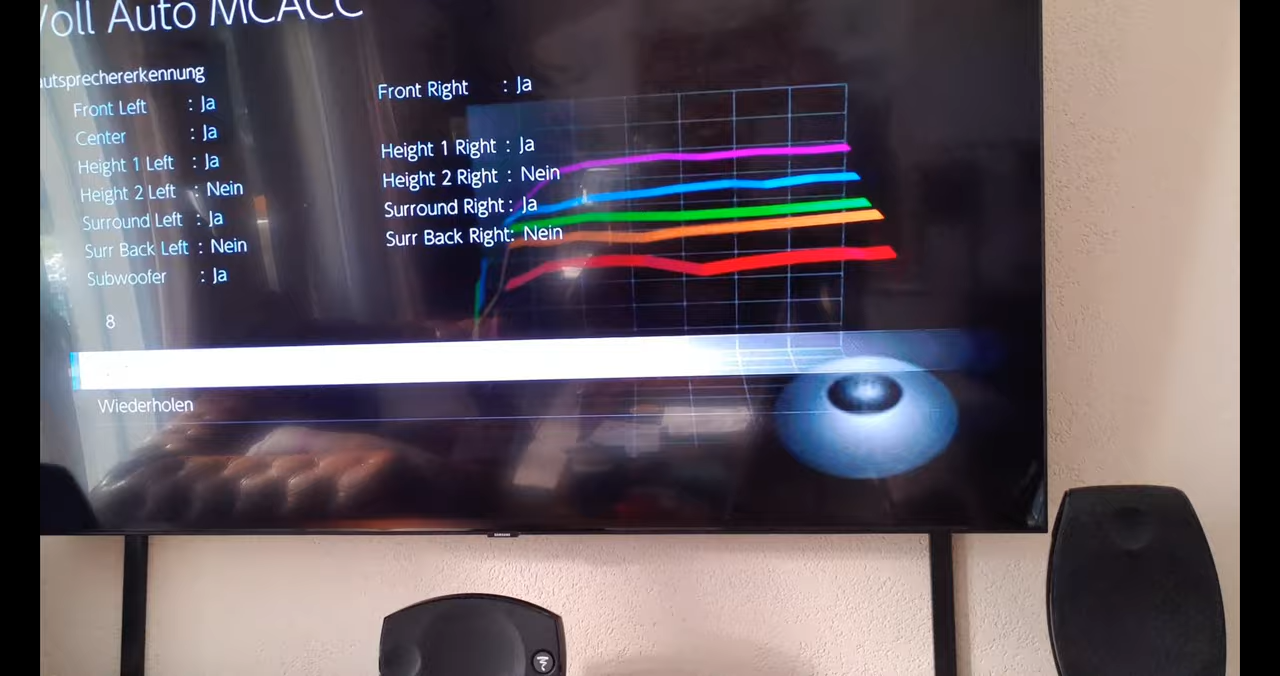 Voll Auto MCACC
autsprechererkennung
Front Left : Ja Front Right : Ja
Center : Ja
Height 1 Left : Ja Height 1 Right : Ja
Height 2 Left : Nein Height 2 Right : Nein
Surround Left : Ja Surround Right : Ja
Surr Back Left : Nein Surr Back Right: Nein
Subwoofer : Ja
8
Wiederholen
SAMSUNG